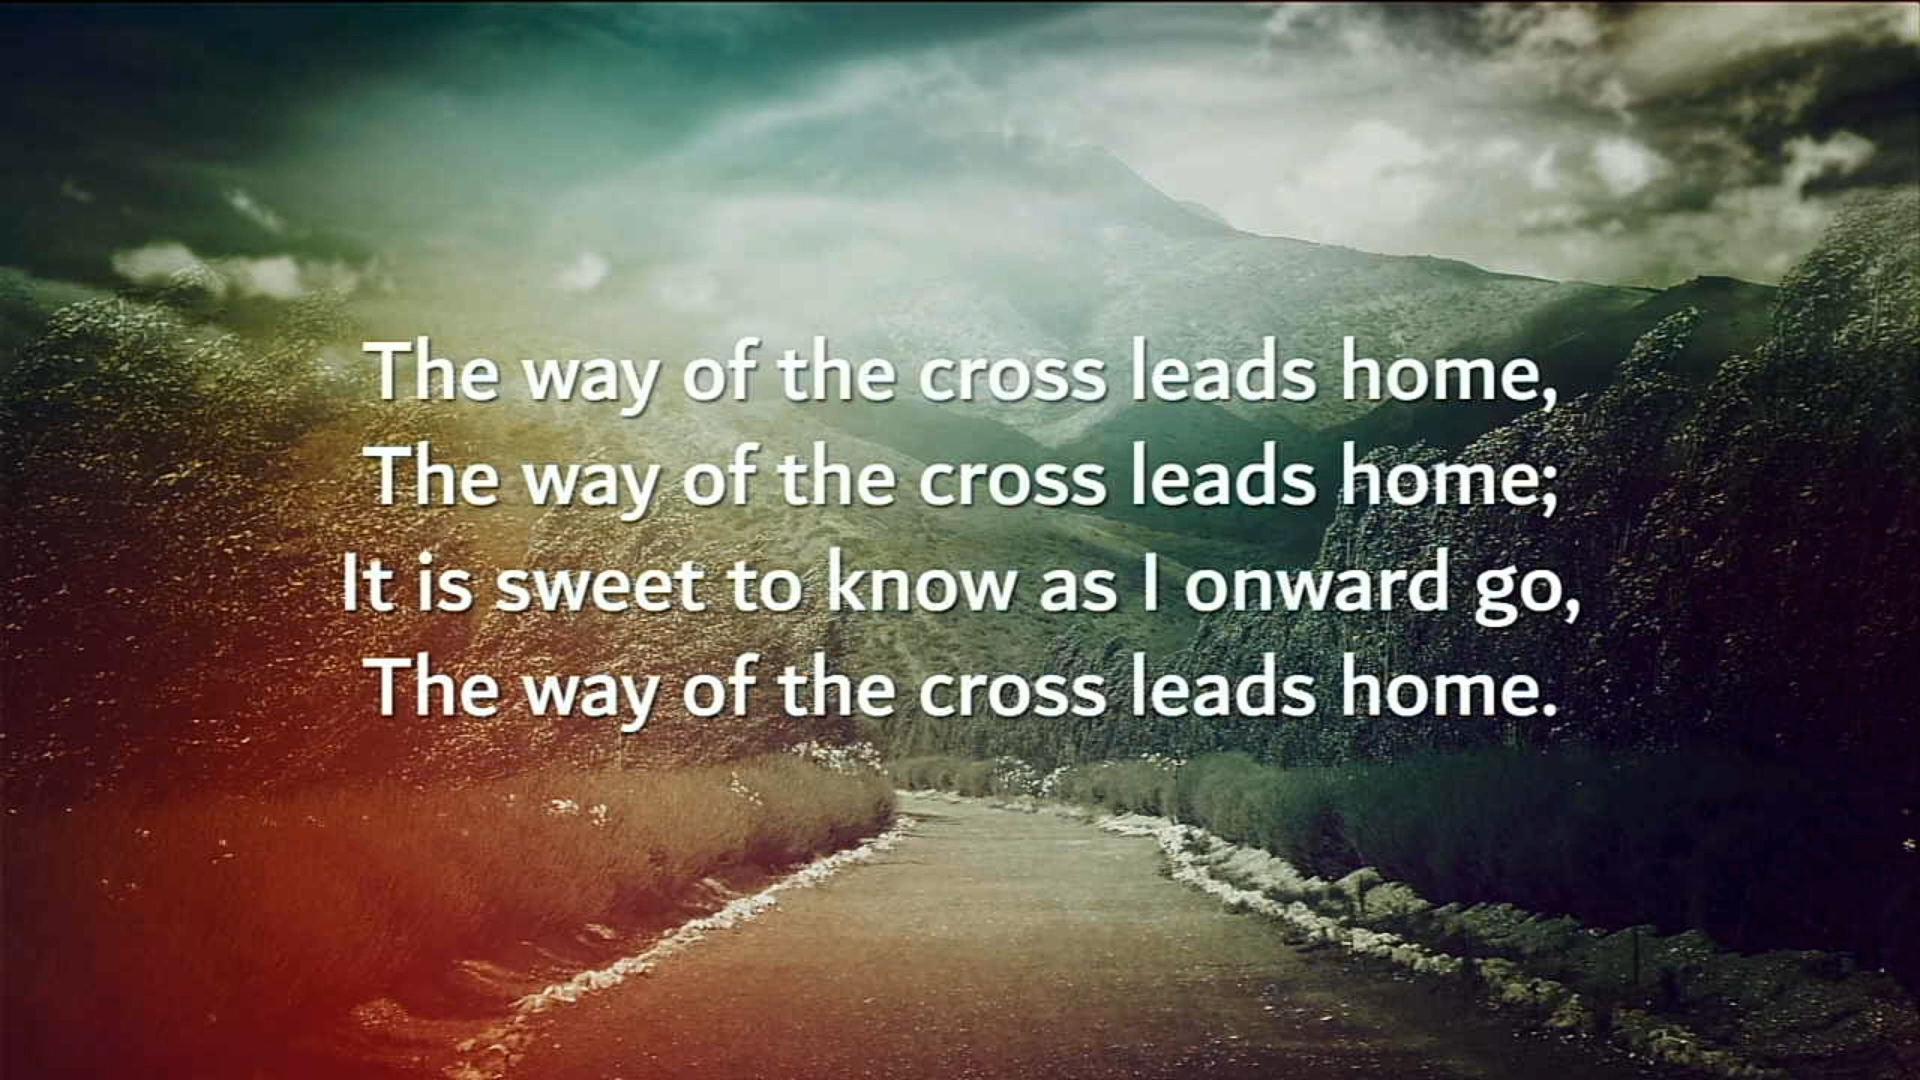 The way of the cross leads home,
The way of the cross leads home;
It is sweet to know as I onward go,
The way of the cross leads home.